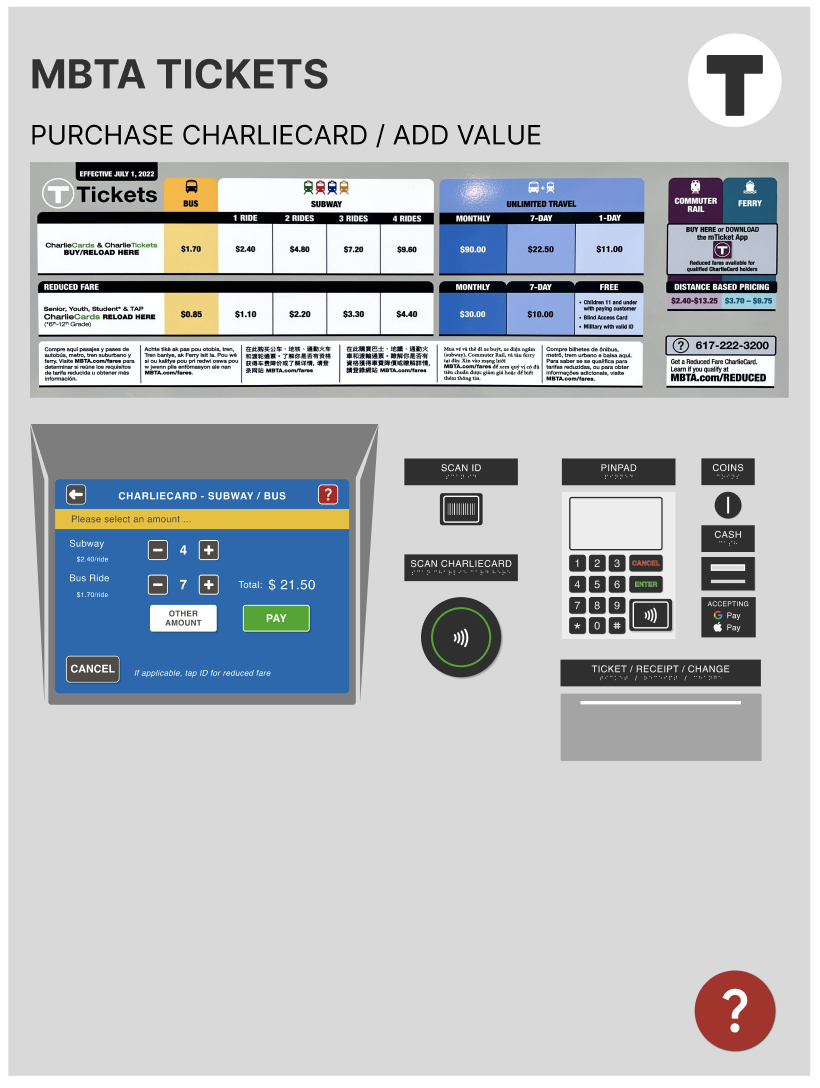 MBTA TICKETS
T
PURCHASE CHARLIECARD / ADD VALUE
EFFECTIVE JULY 1, 2022
T Tickets
BUS
SUBWAY
1 RIDE 2 RIDES 3 RIDES 4 RIDES
+
UNLIMITED TRAVEL
MONTHLY 7-DAY 1-DAY
CharlieCards & CharlieTickets
BUY/RELOAD HERE
$1.70 $2.40 $4.80 $7.20 $9.60 $90.00 $22.50 $11.00
REDUCED FARE
MONTHLY 7-DAY FREE
Senior, Youth, Student* & TAP
CharlieCards RELOAD HERE
(*6th-12th Grade)
$0.85 $1.10 $2.20 $3.30 $4.40 $30.00 $10.00
• Children 11 and under
with paying customer
• Blind Access Card
• Military with valid ID
Compre aquí pasajes y pases de
autobús, metro, tren suburbano y
ferry. Visite MBTA.com/fares para
determinar si reúne los requisitos
de tarifa reducida u obtener más
información.
Achte tikè ak pas pou otobis, tren,
Tren banlye, ak Ferry isit la. Pou wè
si ou kalifye pou pri redwi oswa pou
w jwenn plis enfòmasyon ale nan
MBTA.com/fares.
在此购买公车、地铁、通勤火车
和渡轮通票。了解你是否有资格
获得车费降价或了解详情, 请登
录网站 MBTA.com/fares
在此購買巴士、地鐵、通勤火
車和渡輪通票。瞭解你是否有
資格獲得車費降價或瞭解詳情,
請登錄網站 MBTA.com/fares
Mua vé và thẻ đi xe buýt, xe điện ngầm
(subway), Commuter Rail, và tàu ferry
tại đây. Xin vào mạng lưới
MBTA.com/fares để xem quý vị có đủ
tiêu chuẩn được giảm giá hoặc để biết
thêm thông tin.
Compre bilhetes de ônibus,
metrô, trem urbano e balsa aqui.
Para saber se se qualifica para
tarifas reduzidas, ou para obter
informações adicionais, visite
MBTA.com/fares.
COMMUTER
RAIL
FERRY
BUY HERE or DOWNLOAD
the mTicket App
Reduced fares available for
qualified CharlieCard holders
DISTANCE BASED PRICING
$2.40-$13.25 $3.70 – $9.75
? 617-222-3200
Get a Reduced Fare CharlieCard.
Learn if you qualify at
MBTA.com/REDUCED
CHARLIECARD - SUBWAY / BUS
?
Please select an amount ...
Subway
$2.40/ride
− 4 +
Bus Ride
$1.70/ride
− 7 +
Total: $ 21.50
OTHER
AMOUNT
PAY
CANCEL
If applicable, tap ID for reduced fare
SCAN ID
SCAN CHARLIECARD
PINPAD
1 2 3 CANCEL
4 5 6 ENTER
7 8 9
* 0 #
COINS
CASH
ACCEPTING
G Pay
Pay
TICKET / RECEIPT / CHANGE
?